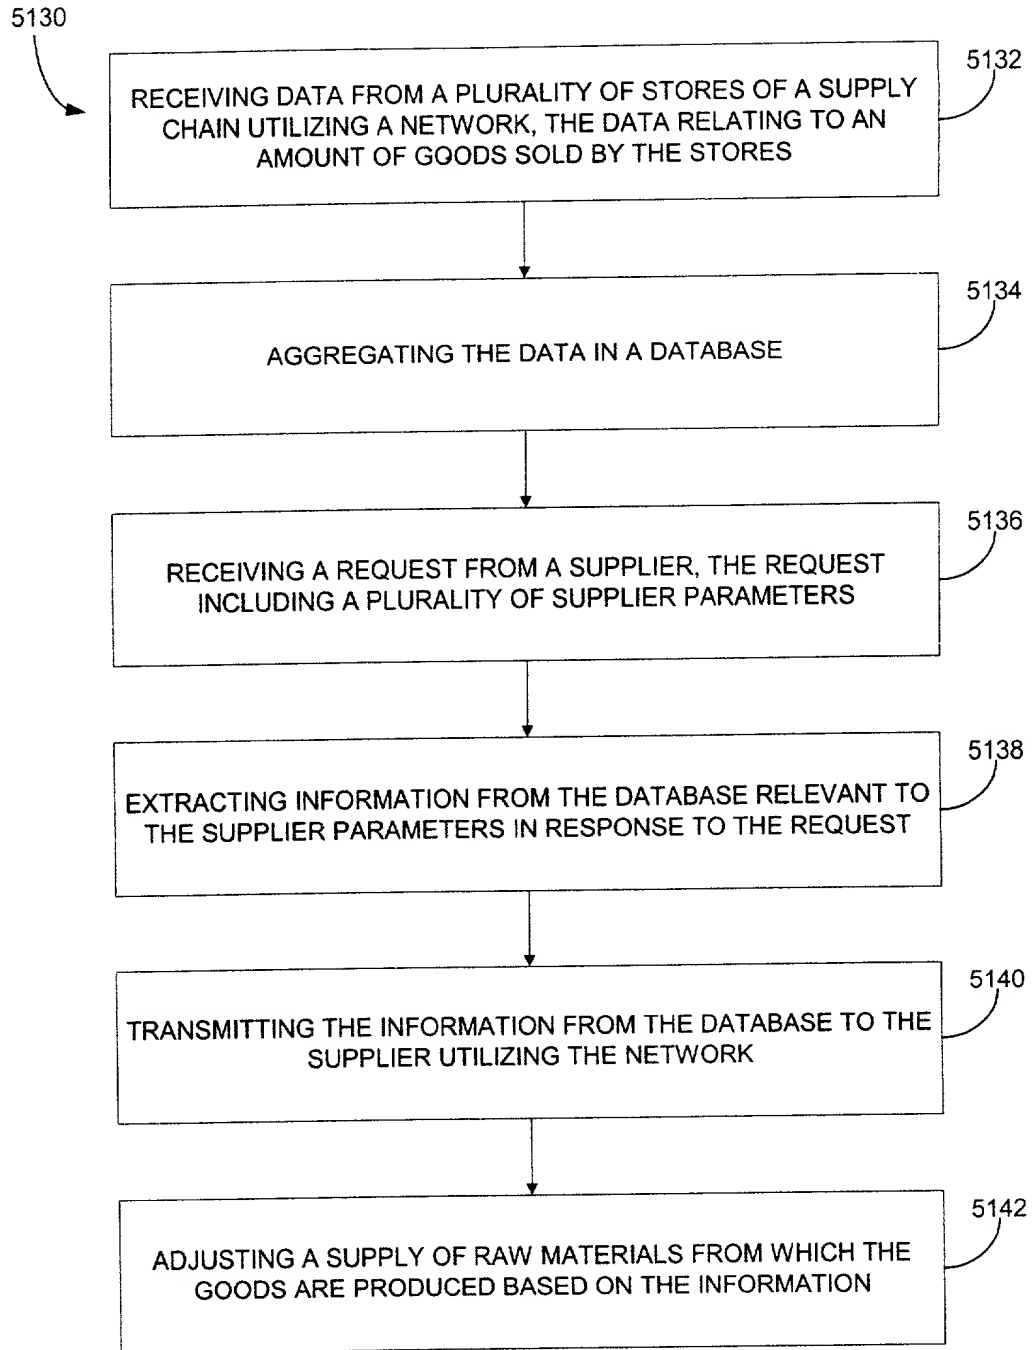 5130
5132
RECEIVING DATA FROM A PLURALITY OF STORES OF A SUPPLY
CHAIN UTILIZING A NETWORK, THE DATA RELATING TO AN
AMOUNT OF GOODS SOLD BY THE STORES
5134
AGGREGATING THE DATA IN A DATABASE
5136
RECEIVING A REQUEST FROM A SUPPLIER, THE REQUEST
INCLUDING A PLURALITY OF SUPPLIER PARAMETERS
5138
EXTRACTING INFORMATION FROM THE DATABASE RELEVANT TO
THE SUPPLIER PARAMETERS IN RESPONSE TO THE REQUEST
5140
TRANSMITTING THE INFORMATION FROM THE DATABASE TO THE
SUPPLIER UTILIZING THE NETWORK
5142
ADJUSTING A SUPPLY OF RAW MATERIALS FROM WHICH THE
GOODS ARE PRODUCED BASED ON THE INFORMATION